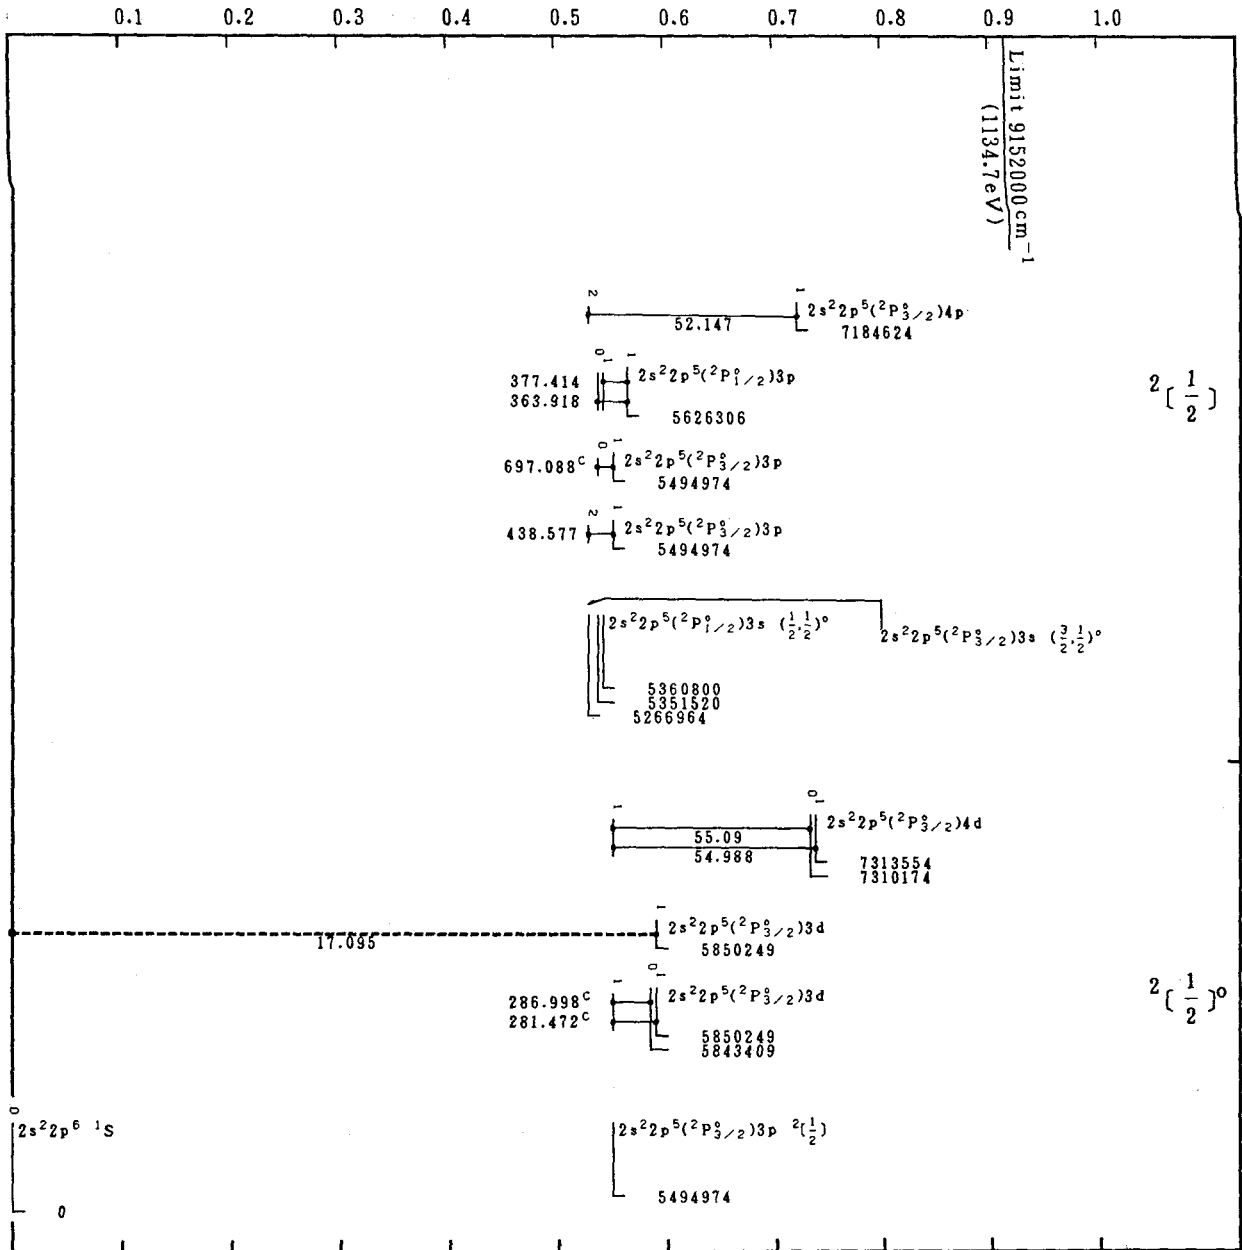 0.1 0.2 0.3 0.4 0.5 0.6 0.7 0.8 0.9 1.0
Limit 9152000cm⁻¹
(1134.7eV)
2 1 2s²2p⁵(²P°₃/₂)4p
52.147
7184624
0 1 1 2s²2p⁵(²P°₁/₂)3p
377.414
363.918
5626306
² [ 1/2 ]
0 1 2s²2p⁵(²P°₃/₂)3p
697.088ᶜ
5494974
2 1 2s²2p⁵(²P°₃/₂)3p
438.577
5494974
2s²2p⁵(²P°₁/₂)3s (1/2,1/2)° 2s²2p⁵(²P°₃/₂)3s (3/2,1/2)°
5360800
5351520
5266964
1 0 1 2s²2p⁵(²P°₃/₂)4d
55.09
54.988
7313554
7310174
1 2s²2p⁵(²P°₃/₂)3d
17.095
5850249
1 0 1 2s²2p⁵(²P°₃/₂)3d
286.998ᶜ
281.472ᶜ
5850249
5843409
² [ 1/2 ]°
0
2s²2p⁶ ¹S 2s²2p⁵(²P°₃/₂)3p ²[1/2]
5494974
0